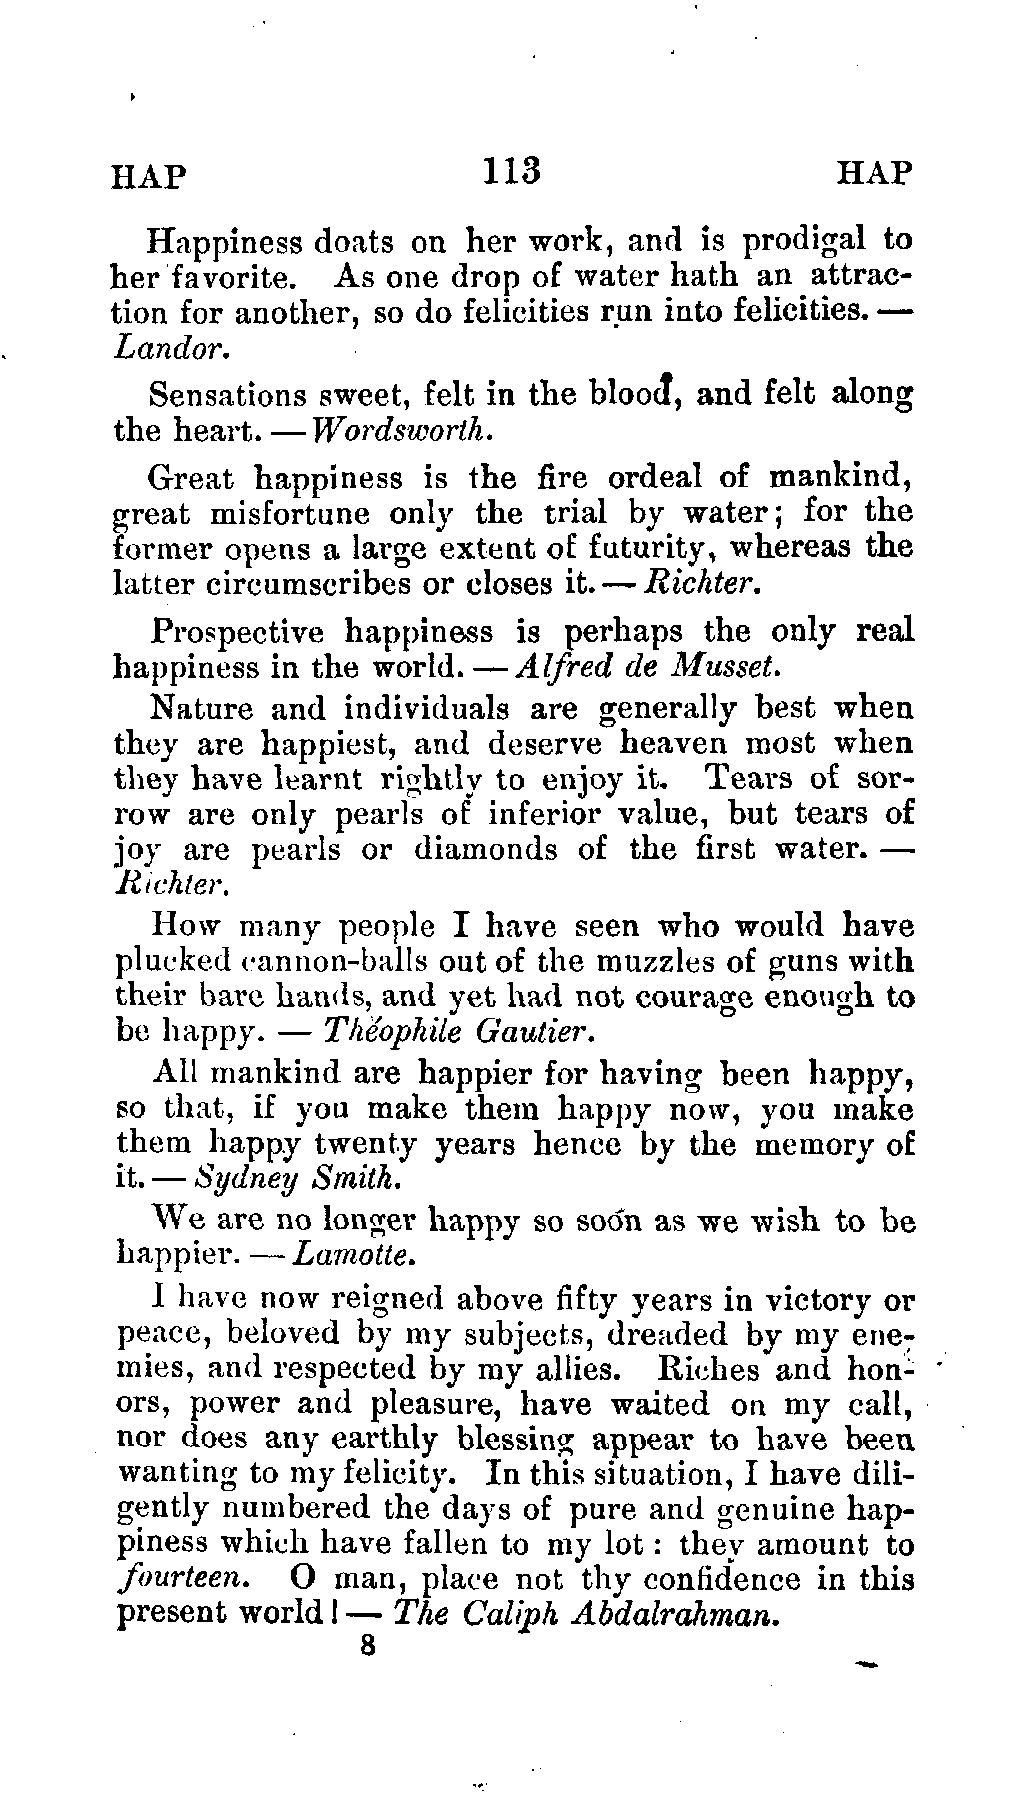 HAP 113 HAP
Happiness doats on her work, and is prodigal to
her favorite. As one drop of water hath an attrac-
tion for another, so do felicities run into felicities. —
Landor.
Sensations sweet, felt in the blood, and felt along
the heart. — Wordsworth.
Great happiness is the fire ordeal of mankind,
great misfortune only the trial by water; for the
former opens a large extent of futurity, whereas the
latter circumscribes or closes it. — Richter.
Prospective happiness is perhaps the only real
happiness in the world. — Alfred de Musset.
Nature and individuals are generally best when
they are happiest, and deserve heaven most when
they have learnt rightly to enjoy it. Tears of sor-
row are only pearls of inferior value, but tears of
joy are pearls or diamonds of the first water. —
Richter.
How many people I have seen who would have
plucked cannon-balls out of the muzzles of guns with
their bare hands, and yet had not courage enough to
be happy. — Théophile Gautier.
All mankind are happier for having been happy,
so that, if you make them happy now, you make
them happy twenty years hence by the memory of
it. — Sydney Smith.
We are no longer happy so soon as we wish to be
happier. — Lamotte.
I have now reigned above fifty years in victory or
peace, beloved by my subjects, dreaded by my ene-
mies, and respected by my allies. Riches and hon-
ors, power and pleasure, have waited on my call,
nor does any earthly blessing appear to have been
wanting to my felicity. In this situation, I have dili-
gently numbered the days of pure and genuine hap-
piness which have fallen to my lot: they amount to
fourteen. O man, place not thy confidence in this
present world! — The Caliph Abdalrahman.
8